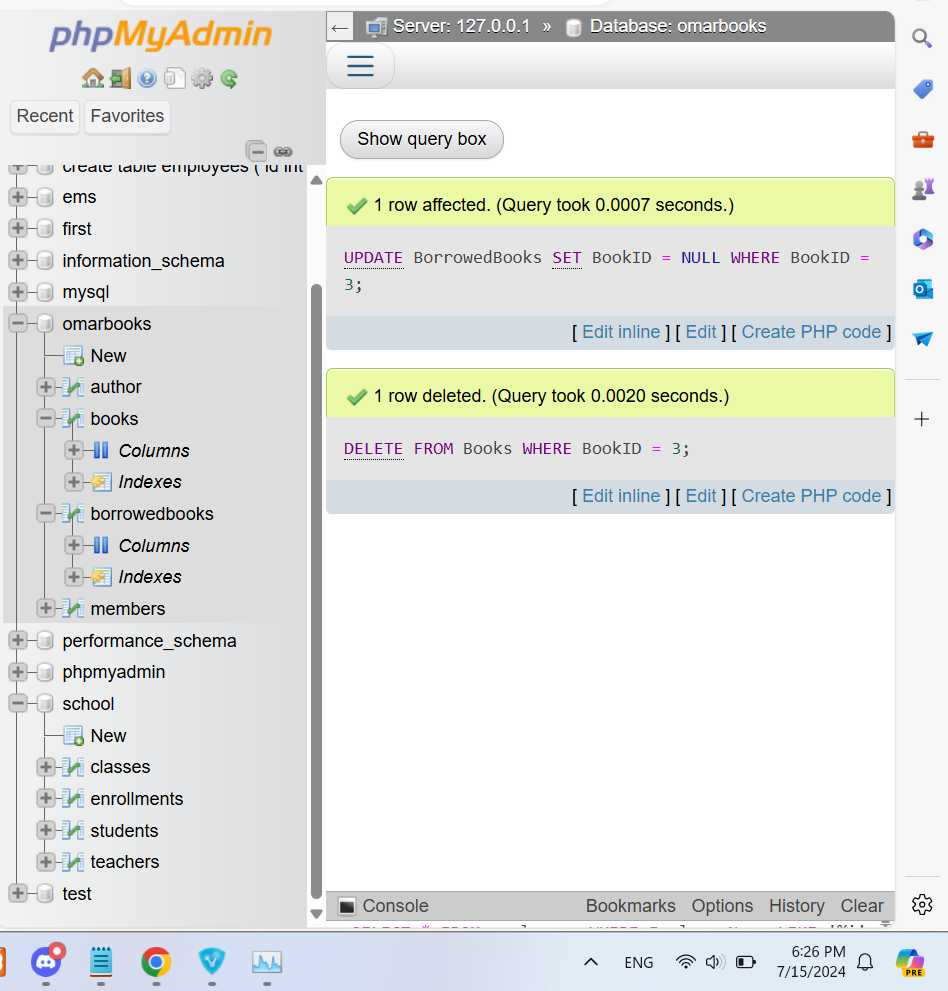 phpMyAdmin
Recent
Favorites
create table employees ( id int
ems
first
information_schema
mysql
omarbooks
New
author
books
Columns
Indexes
borrowedbooks
Columns
Indexes
members
performance_schema
phpmyadmin
school
New
classes
enrollments
students
teachers
test
Server: 127.0.0.1 » Database: omarbooks
Show query box
1 row affected. (Query took 0.0007 seconds.)
UPDATE BorrowedBooks SET BookID = NULL WHERE BookID =
3;
[ Edit inline ] [ Edit ] [ Create PHP code ]
1 row deleted. (Query took 0.0020 seconds.)
DELETE FROM Books WHERE BookID = 3;
[ Edit inline ] [ Edit ] [ Create PHP code ]
Console
Bookmarks Options History Clear
ENG
6:26 PM
7/15/2024
PRE